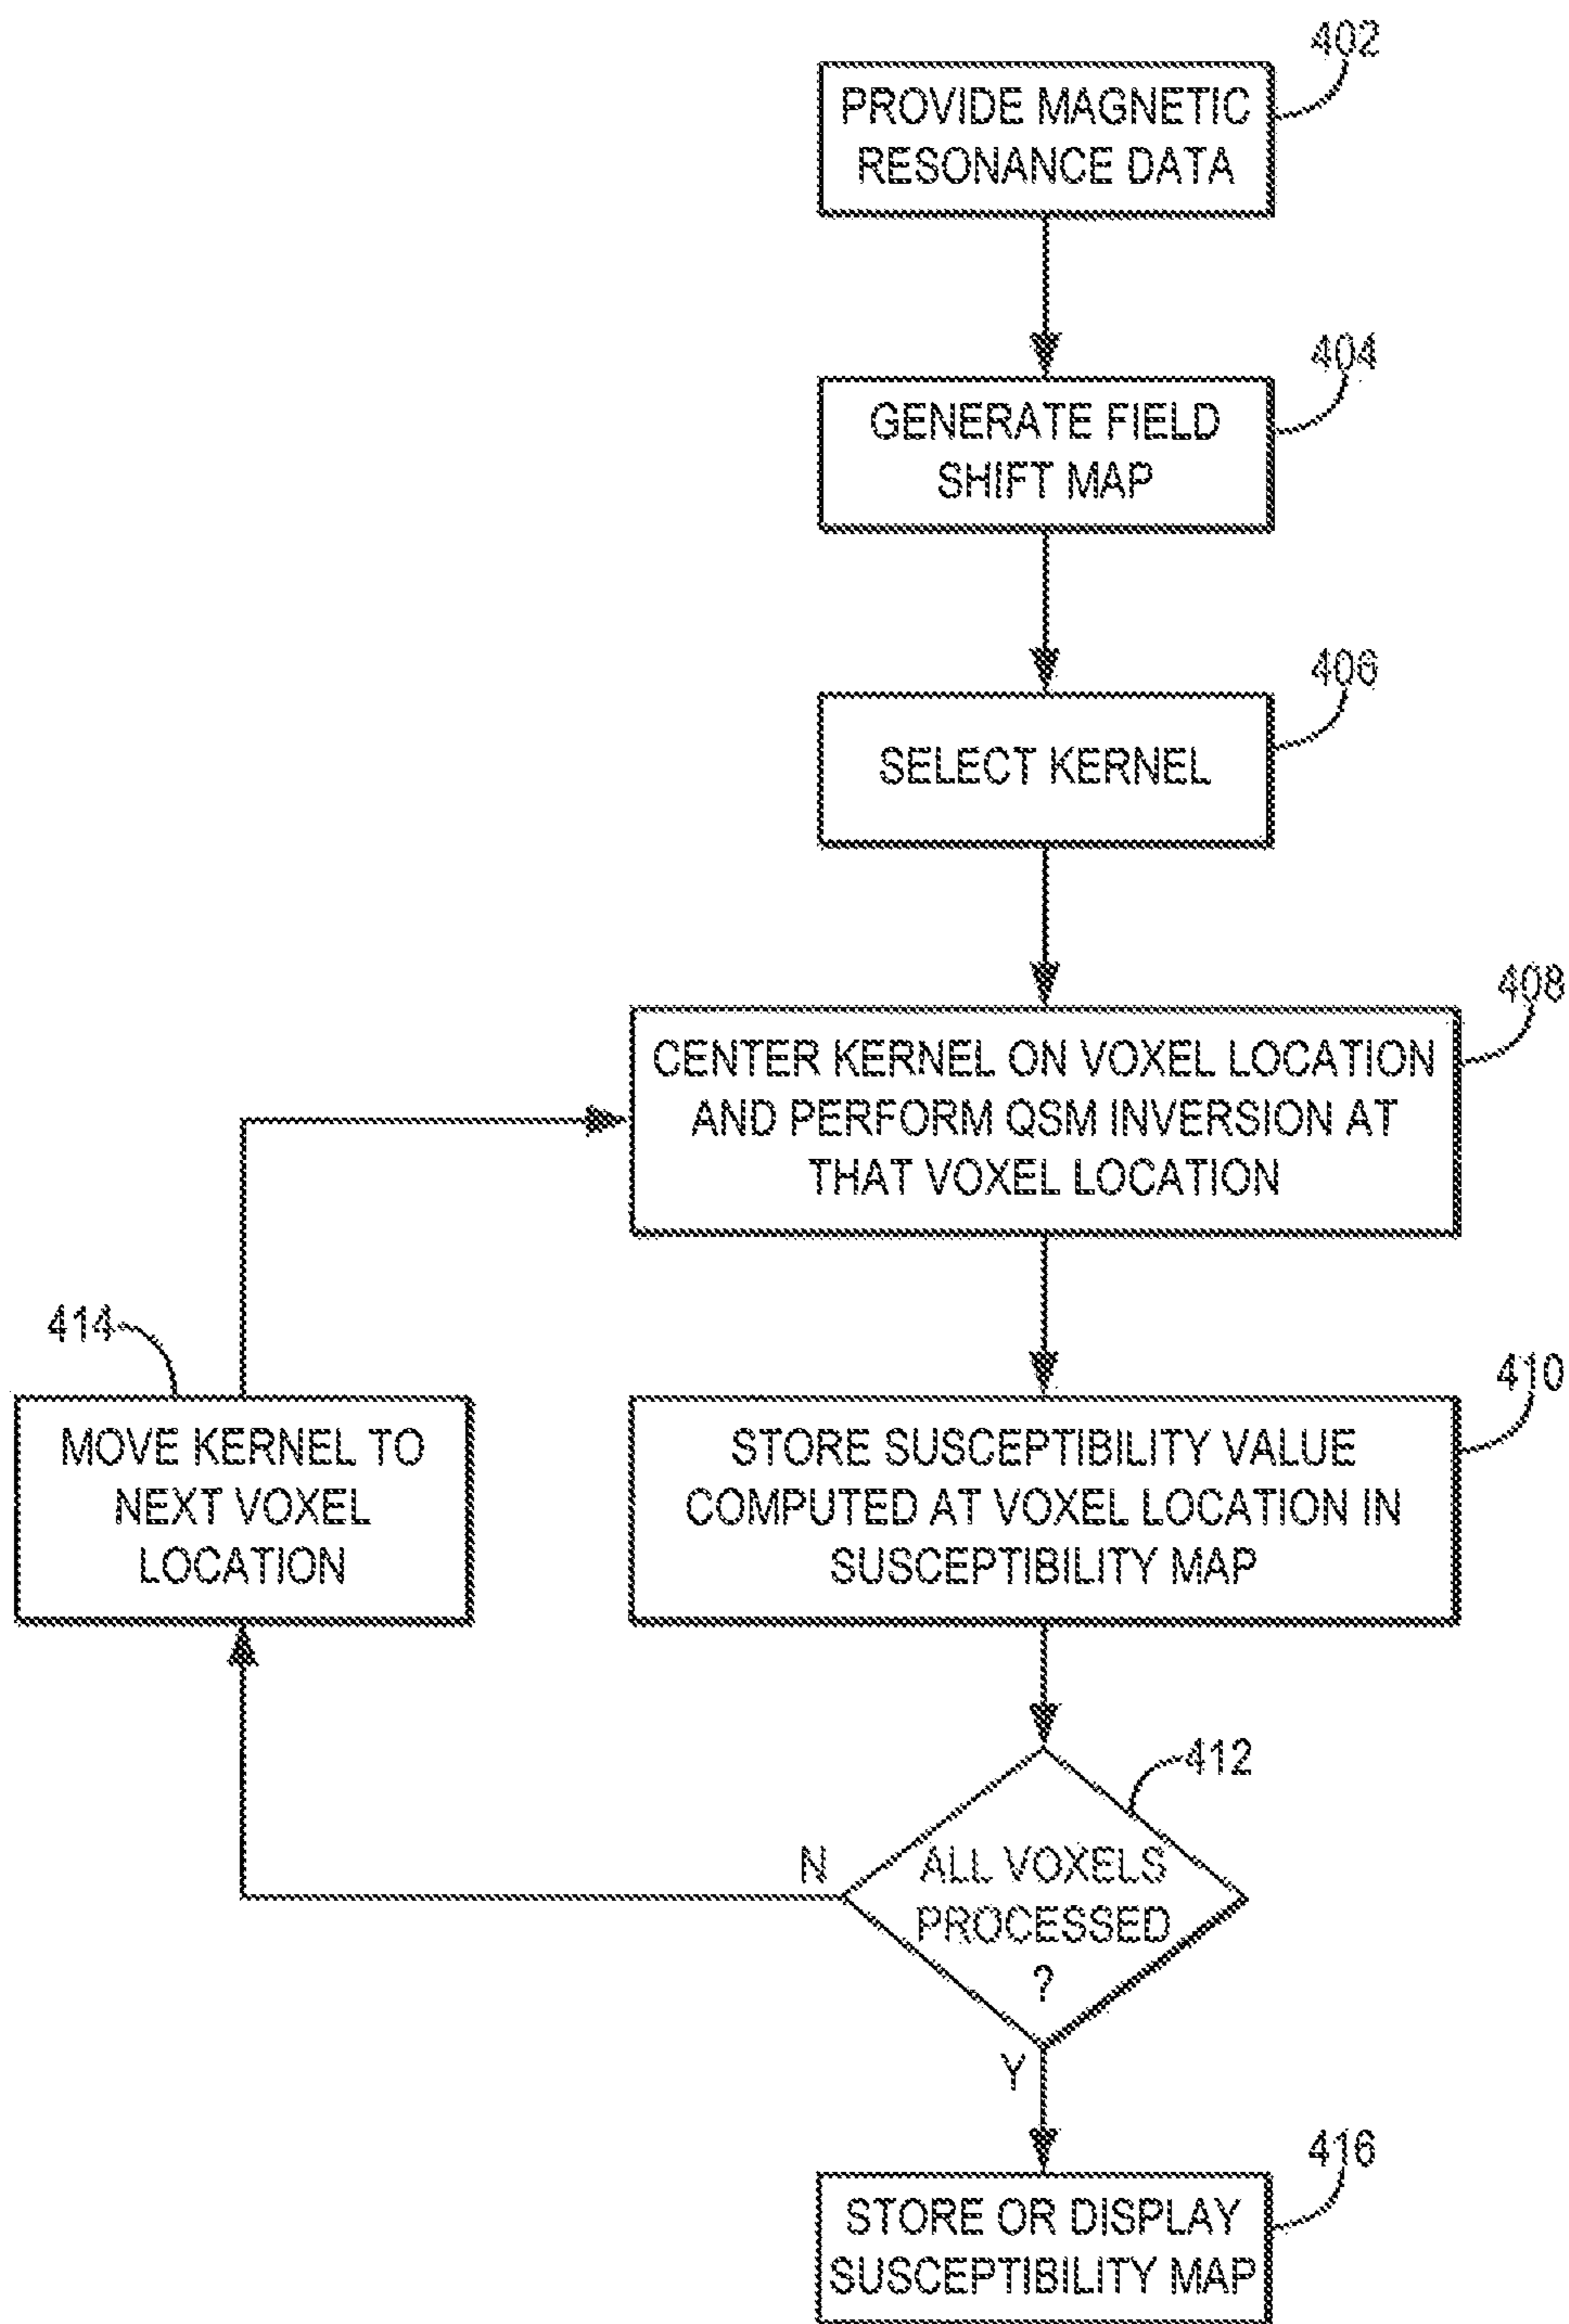 402
PROVIDE MAGNETIC
RESONANCE DATA
404
GENERATE FIELD
SHIFT MAP
406
SELECT KERNEL
408
CENTER KERNEL ON VOXEL LOCATION
AND PERFORM QSM INVERSION AT
THAT VOXEL LOCATION
414
MOVE KERNEL TO
NEXT VOXEL
LOCATION
410
STORE SUSCEPTIBILITY VALUE
COMPUTED AT VOXEL LOCATION IN
SUSCEPTIBILITY MAP
412
N
ALL VOXELS
PROCESSED
?
Y
416
STORE OR DISPLAY
SUSCEPTIBILITY MAP